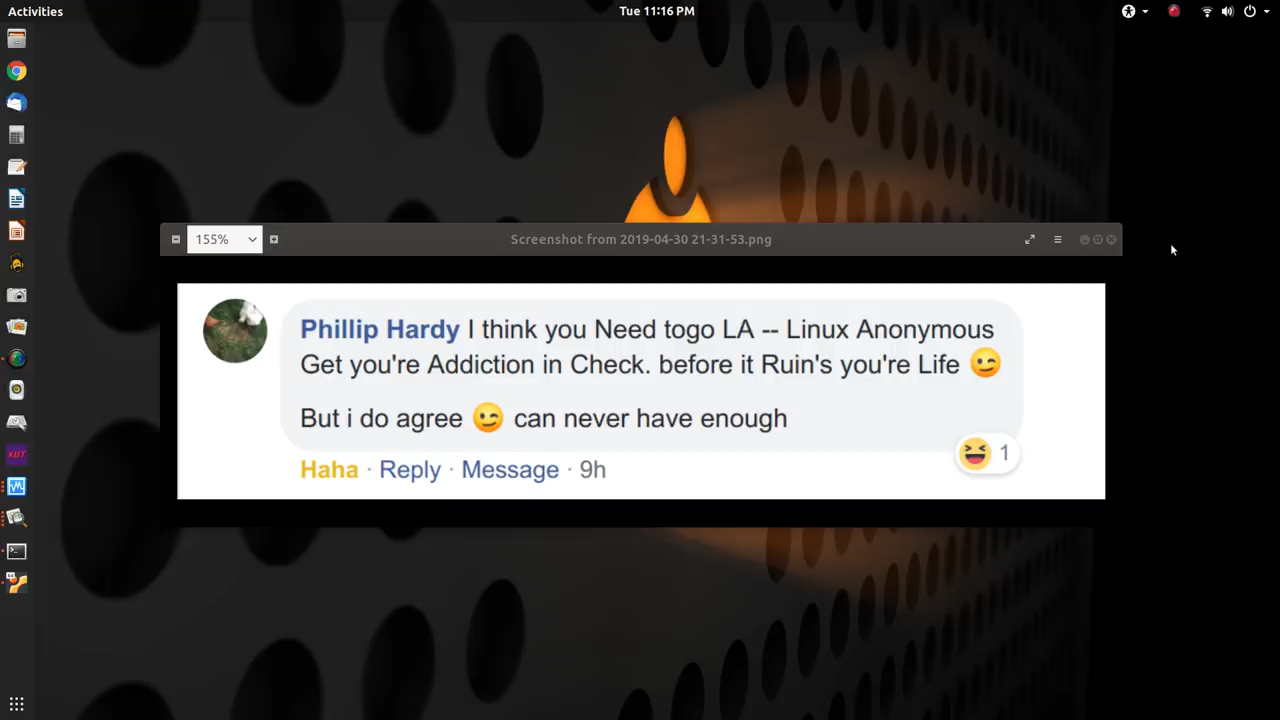 Activities
Tue 11:16 PM
155%
Screenshot from 2019-04-30 21-31-53.png
Phillip Hardy I think you Need togo LA -- Linux Anonymous
Get you're Addiction in Check. before it Ruin's you're Life 😉
But i do agree 😉 can never have enough
1
Haha · Reply · Message · 9h
XBT